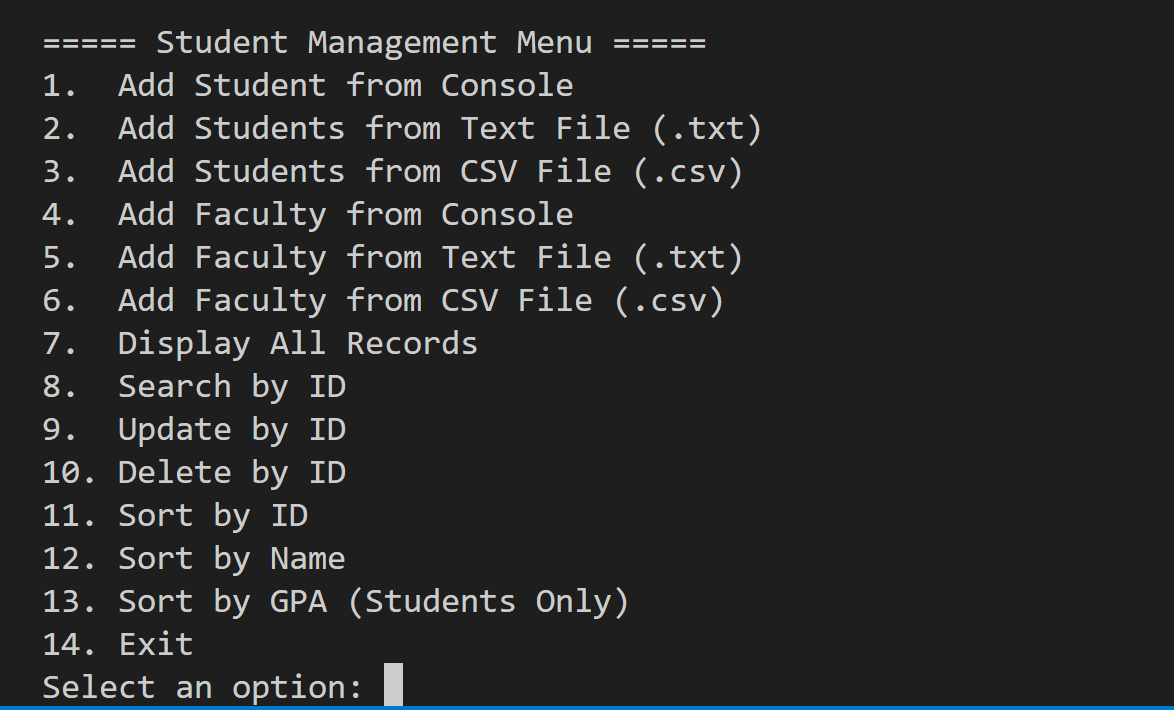 ===== Student Management Menu =====
1.  Add Student from Console
2.  Add Students from Text File (.txt)
3.  Add Students from CSV File (.csv)
4.  Add Faculty from Console
5.  Add Faculty from Text File (.txt)
6.  Add Faculty from CSV File (.csv)
7.  Display All Records
8.  Search by ID
9.  Update by ID
10. Delete by ID
11. Sort by ID
12. Sort by Name
13. Sort by GPA (Students Only)
14. Exit
Select an option: